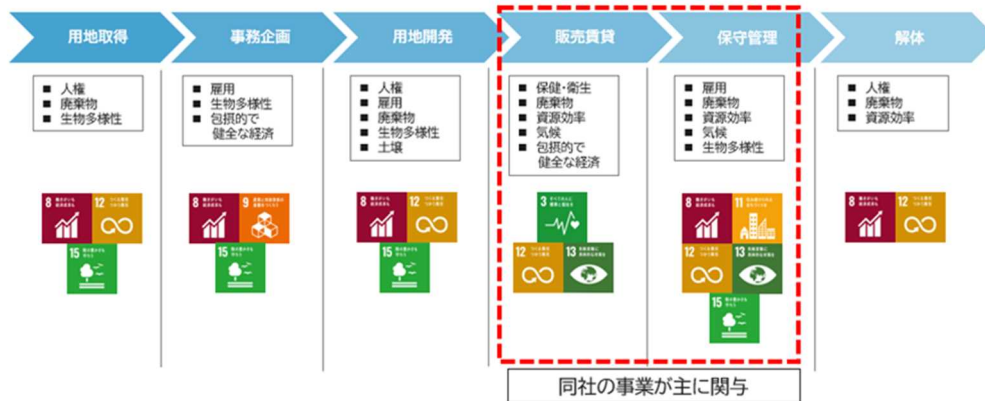 用地取得
事務企画
用地開発
販売賃貸
保守管理
解体
■ 人権
■ 廃棄物
■ 生物多様性
■ 雇用
■ 生物多様性
■ 包摂的で
健全な経済
■ 人権
■ 雇用
■ 廃棄物
■ 生物多様性
■ 土壌
■ 保健・衛生
■ 廃棄物
■ 資源効率
■ 気候
■ 包摂的で
健全な経済
■ 雇用
■ 廃棄物
■ 資源効率
■ 気候
■ 生物多様性
■ 人権
■ 廃棄物
■ 資源効率
8
12
15
8
9
15
8
12
15
3
12
13
8
11
12
13
15
8
12
同社の事業が主に関与